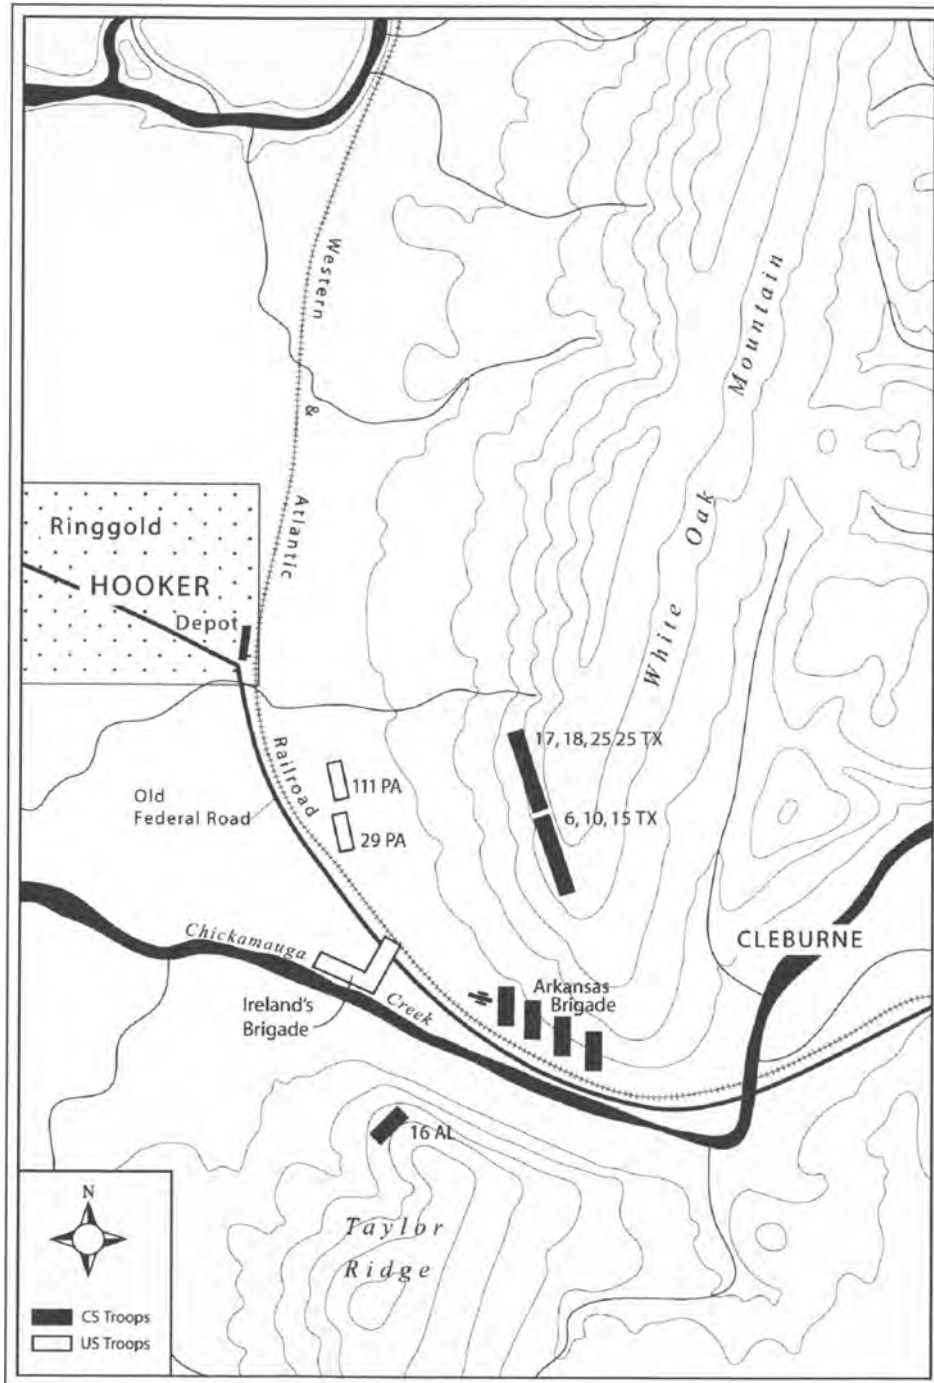 Western
&
Atlantic
Railroad
White Oak Mountain
Ringgold
HOOKER
Depot
17, 18, 25 25 TX
6, 10, 15 TX
111 PA
29 PA
Old
Federal Road
CLEBURNE
Chickamauga
Creek
Ireland's
Brigade
Arkansas
Brigade
16 AL
Taylor
Ridge
N
CS Troops
US Troops